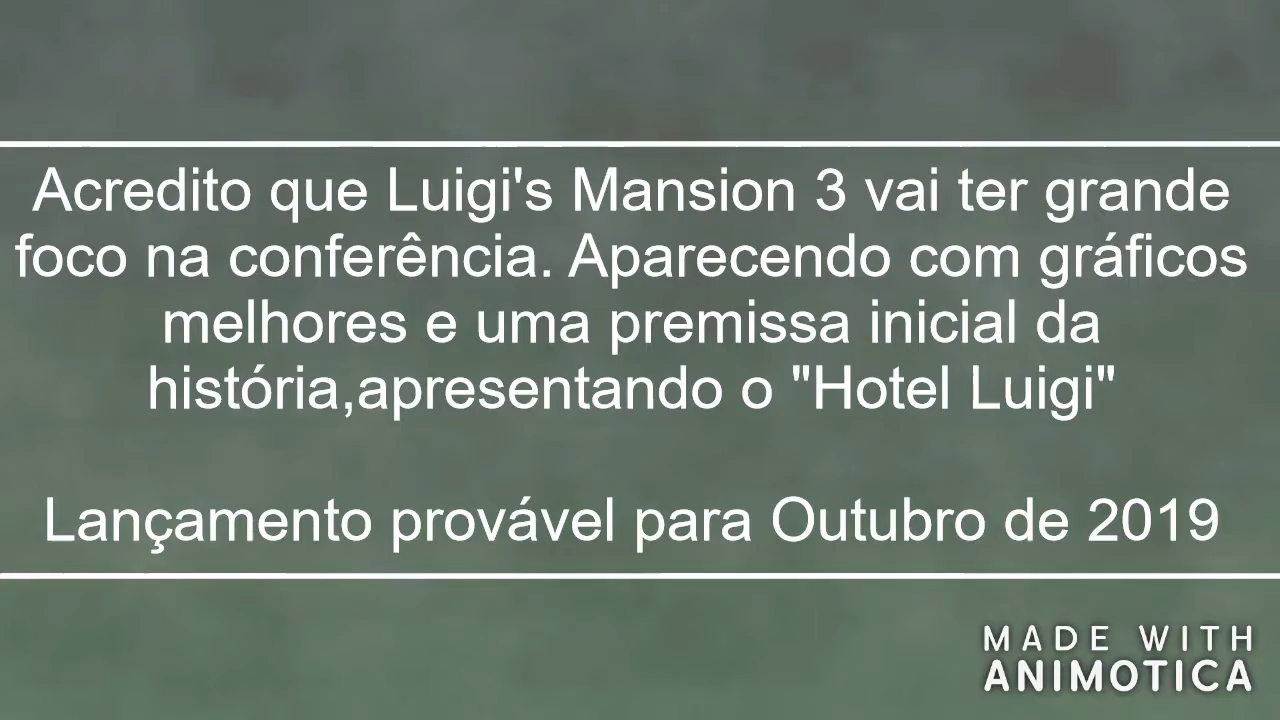 Acredito que Luigi's Mansion 3 vai ter grande
foco na conferência. Aparecendo com gráficos
melhores e uma premissa inicial da
história,apresentando o "Hotel Luigi"
Lançamento provável para Outubro de 2019
MADE WITH
ANIMOTICA